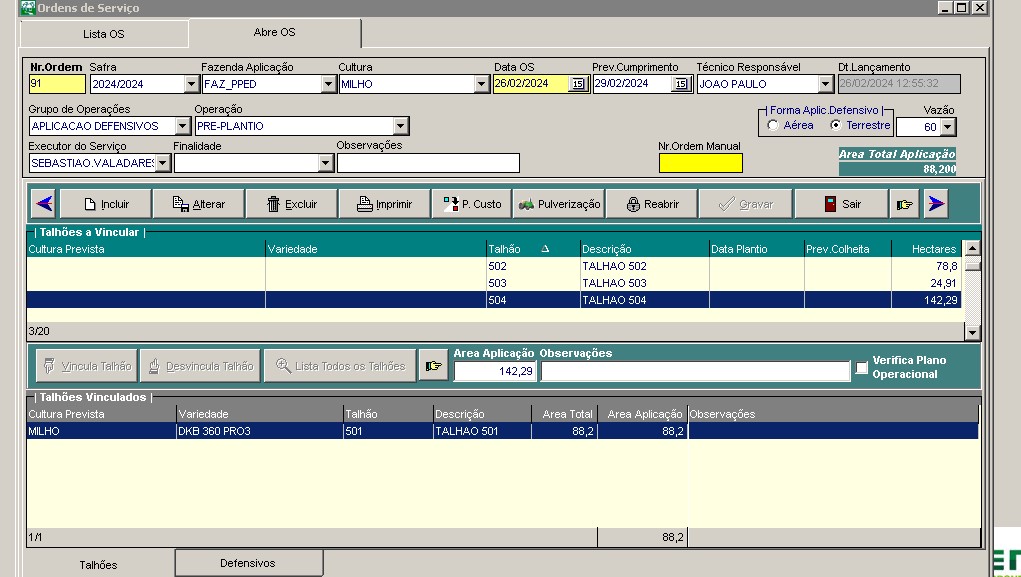 Ordens de Serviço
Lista OS Abre OS
Nr.Ordem Safra Fazenda Aplicação Cultura Data OS Prev.Cumprimento Técnico Responsável Dt.Lançamento
91 2024/2024 FAZ_PPED MILHO 26/02/2024 15 29/02/2024 15 JOAO PAULO 26/02/2024 12:55:32
Grupo de Operações Operação Forma Aplic.Defensivo Vazão
APLICACAO DEFENSIVOS PRE-PLANTIO Aérea Terrestre 60
Executor do Serviço Finalidade Observações Nr.Ordem Manual Area Total Aplicação
SEBASTIAO.VALADARES 88,200
Incluir Alterar Excluir Imprimir P. Custo Pulverização Reabrir Gravar Sair
| Talhões a Vincular |
Cultura Prevista Variedade Talhão Δ Descrição Data Plantio Prev.Colheita Hectares
502 TALHAO 502 78,8
503 TALHAO 503 24,91
504 TALHAO 504 142,29
3/20
Vincula Talhão Desvincula Talhão Lista Todos os Talhões Area Aplicação Observações Verifica Plano
142,29 Operacional
| Talhões Vinculados |
Cultura Prevista Variedade Talhão Descrição Area Total Area Aplicação Observações
MILHO DKB 360 PRO3 501 TALHAO 501 88,2 88,2
1/1 88,2
Talhões Defensivos